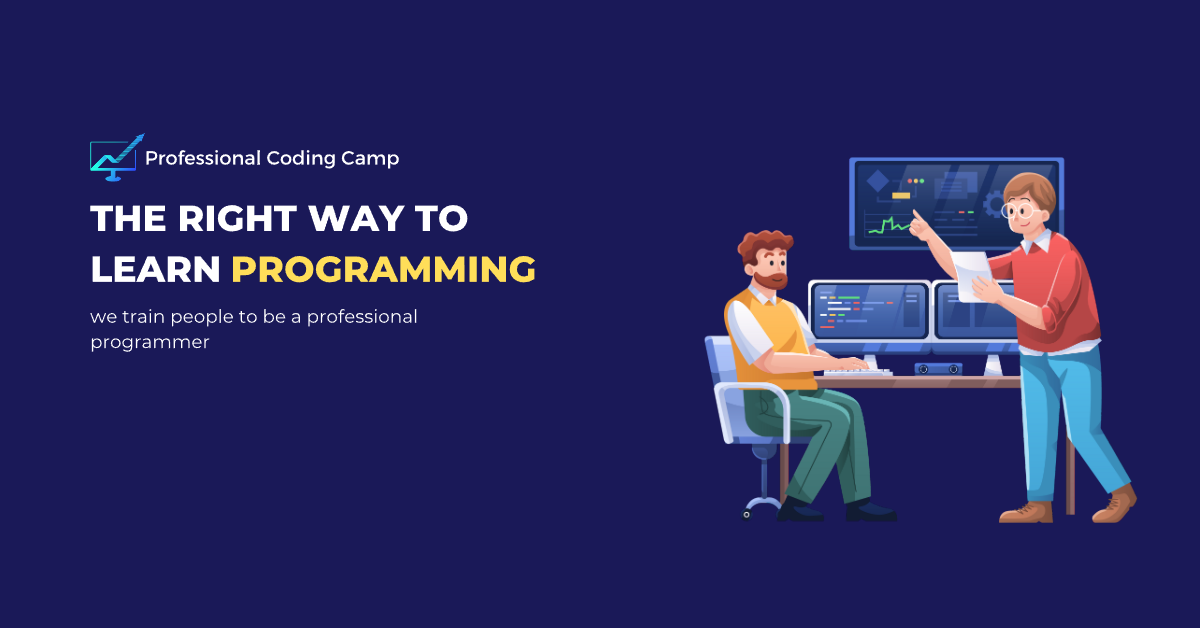 Professional Coding Camp
THE RIGHT WAY TO
LEARN PROGRAMMING
we train people to be a professional
programmer